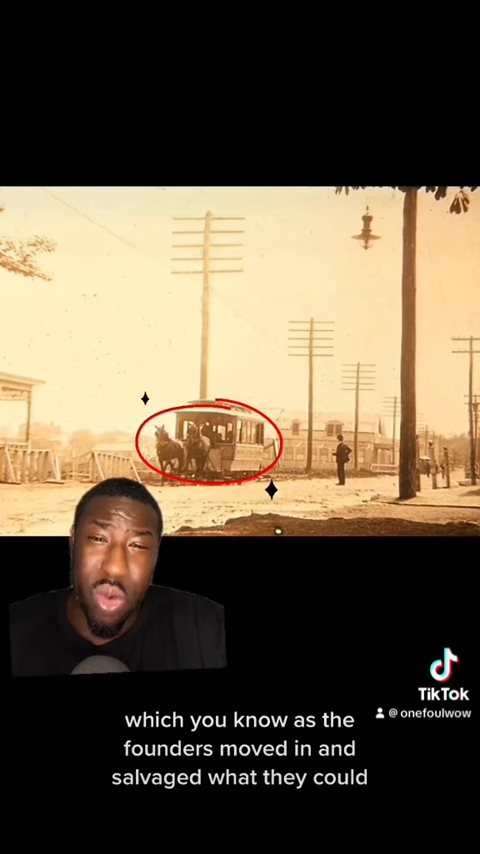 TikTok
@ onefoulwow
which you know as the
founders moved in and
salvaged what they could